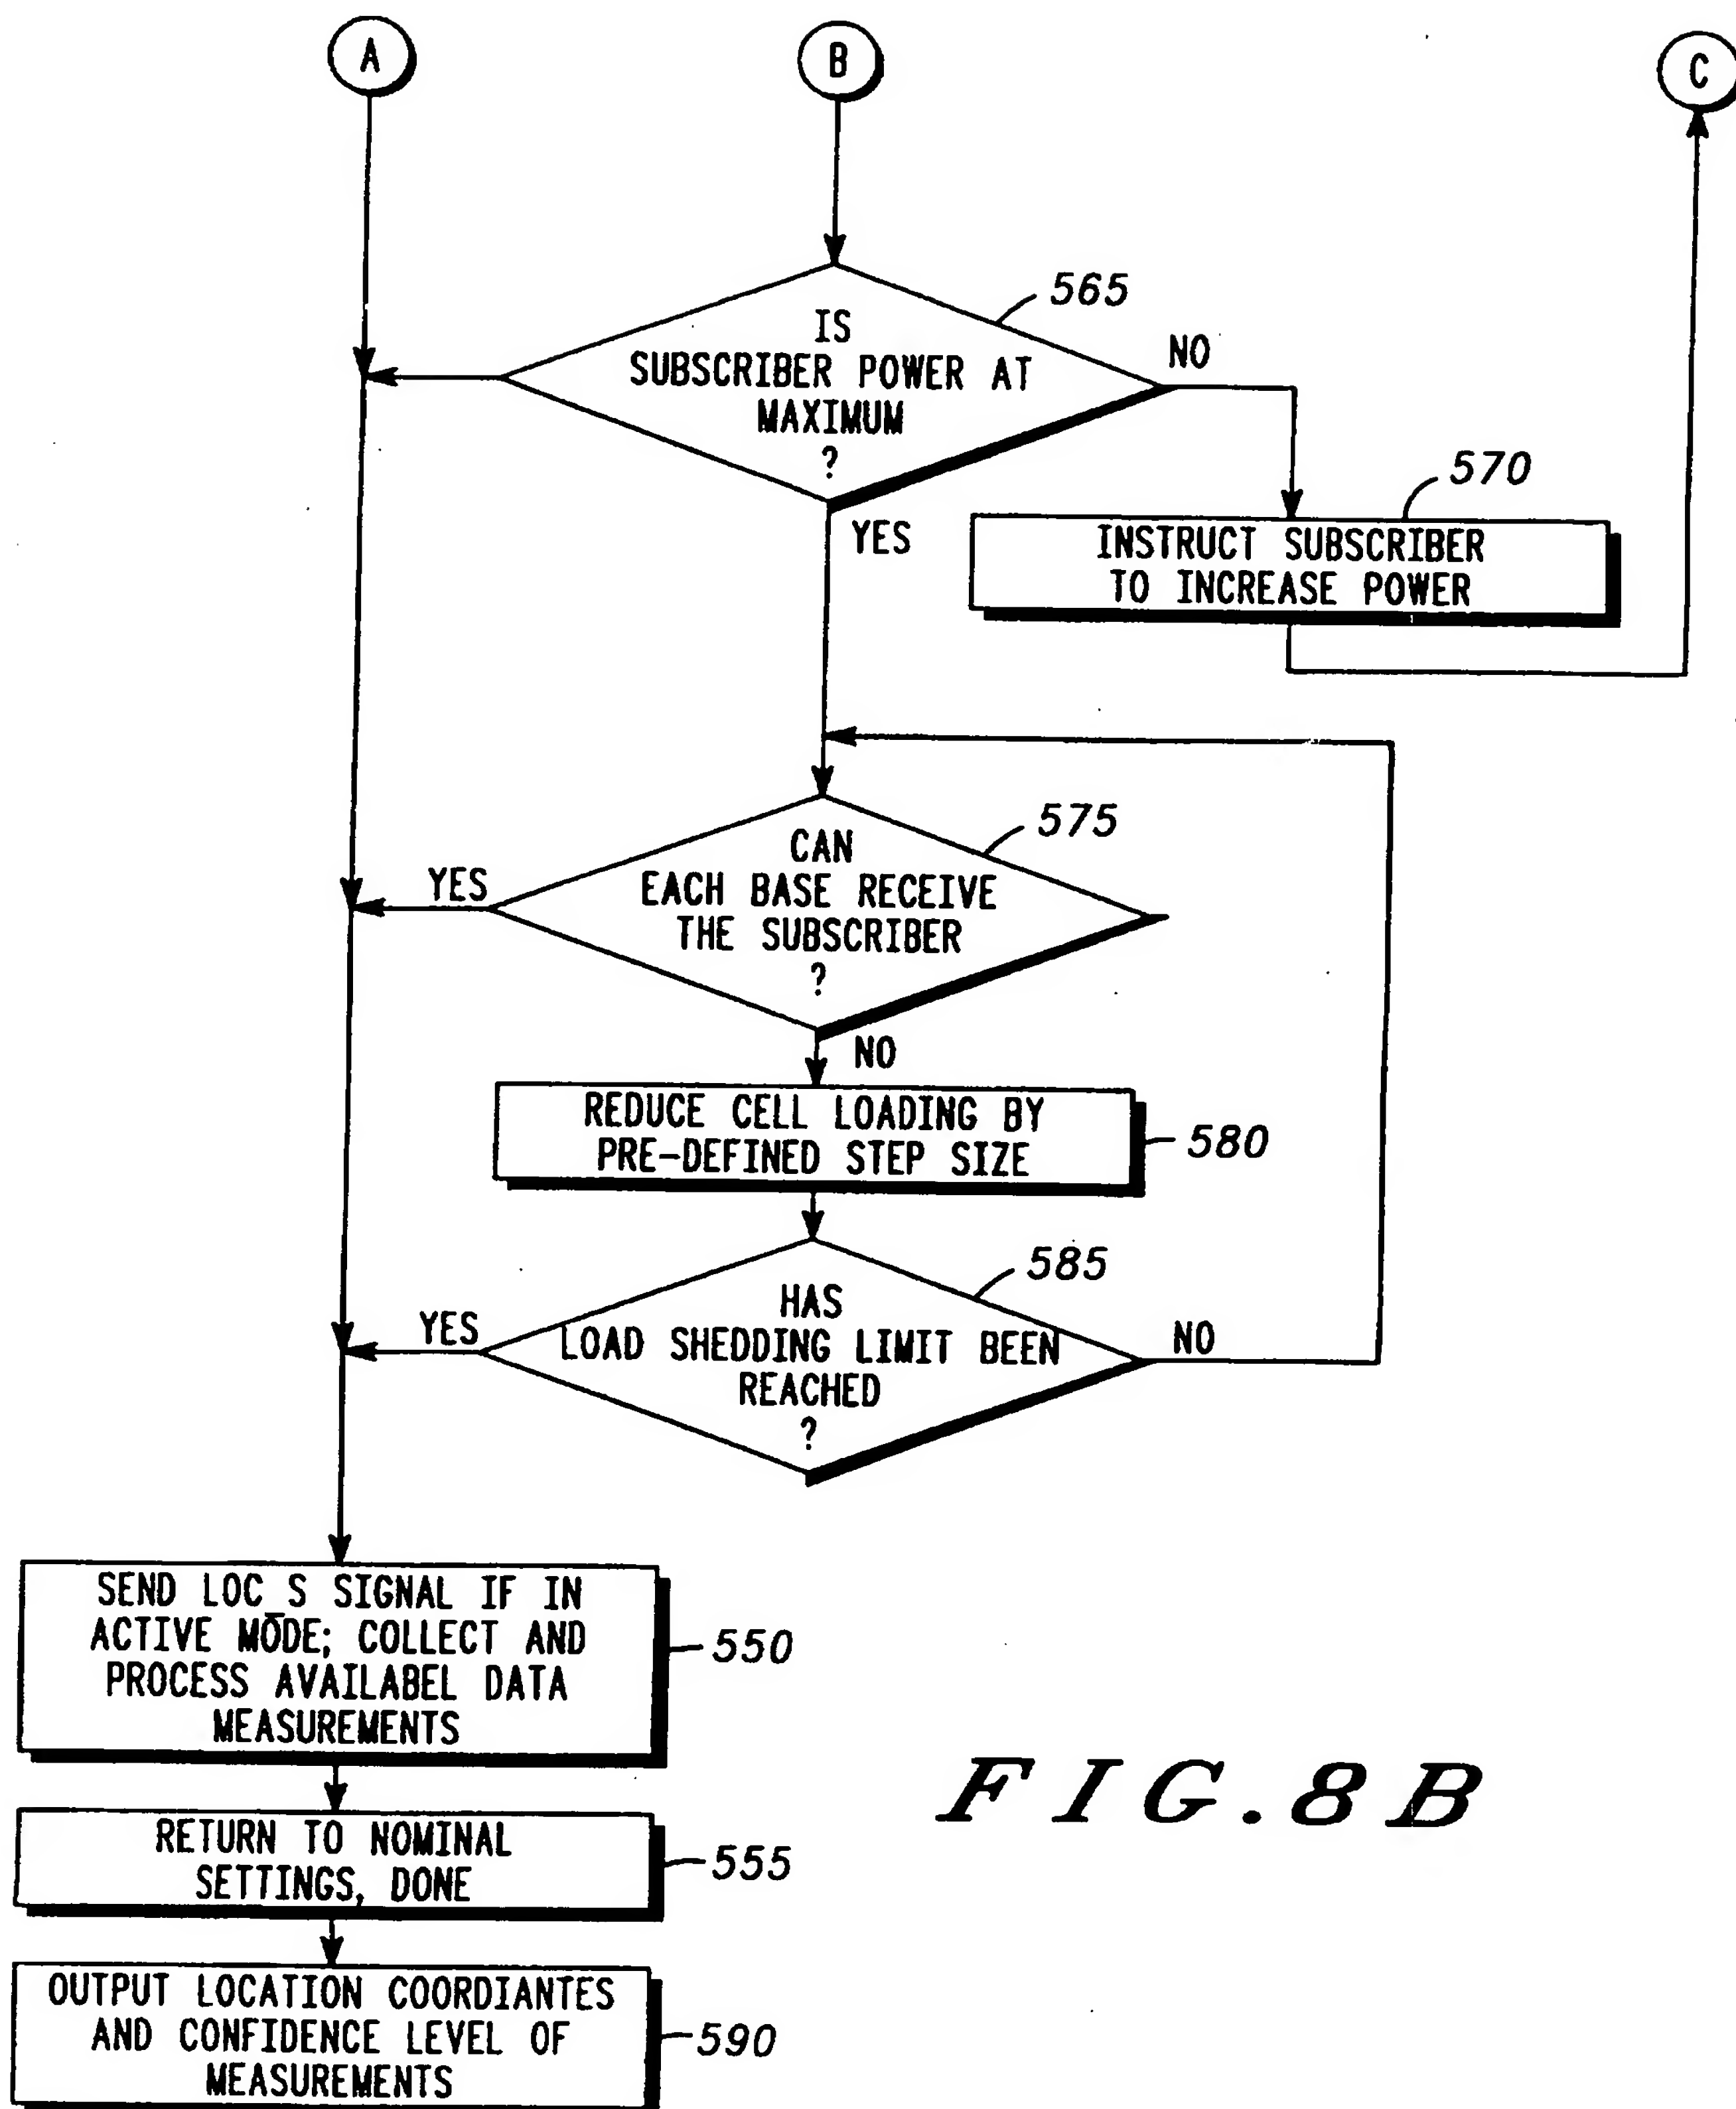 A
B
C
565
IS
SUBSCRIBER POWER AT
MAXIMUM
?
NO
YES
570
INSTRUCT SUBSCRIBER
TO INCREASE POWER
575
CAN
EACH BASE RECEIVE
THE SUBSCRIBER
?
YES
NO
REDUCE CELL LOADING BY
PRE-DEFINED STEP SIZE
580
585
HAS
LOAD SHEDDING LIMIT BEEN
REACHED
?
YES
NO
SEND LOC_S SIGNAL IF IN
ACTIVE MODE; COLLECT AND
PROCESS AVAILABEL DATA
MEASUREMENTS
550
RETURN TO NOMINAL
SETTINGS, DONE
555
OUTPUT LOCATION COORDIANTES
AND CONFIDENCE LEVEL OF
MEASUREMENTS
590
FIG.8B